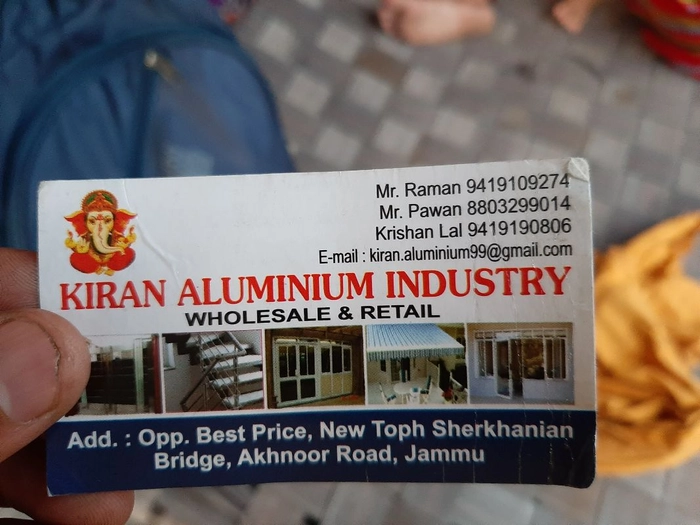 Mr. Raman 9419109274
Mr. Pawan 8803299014
Krishan Lal 9419190806
E-mail : kiran.aluminium99@gmail.com
KIRAN ALUMINIUM INDUSTRY
WHOLESALE & RETAIL
Add. : Opp. Best Price, New Toph Sherkhanian
Bridge, Akhnoor Road, Jammu